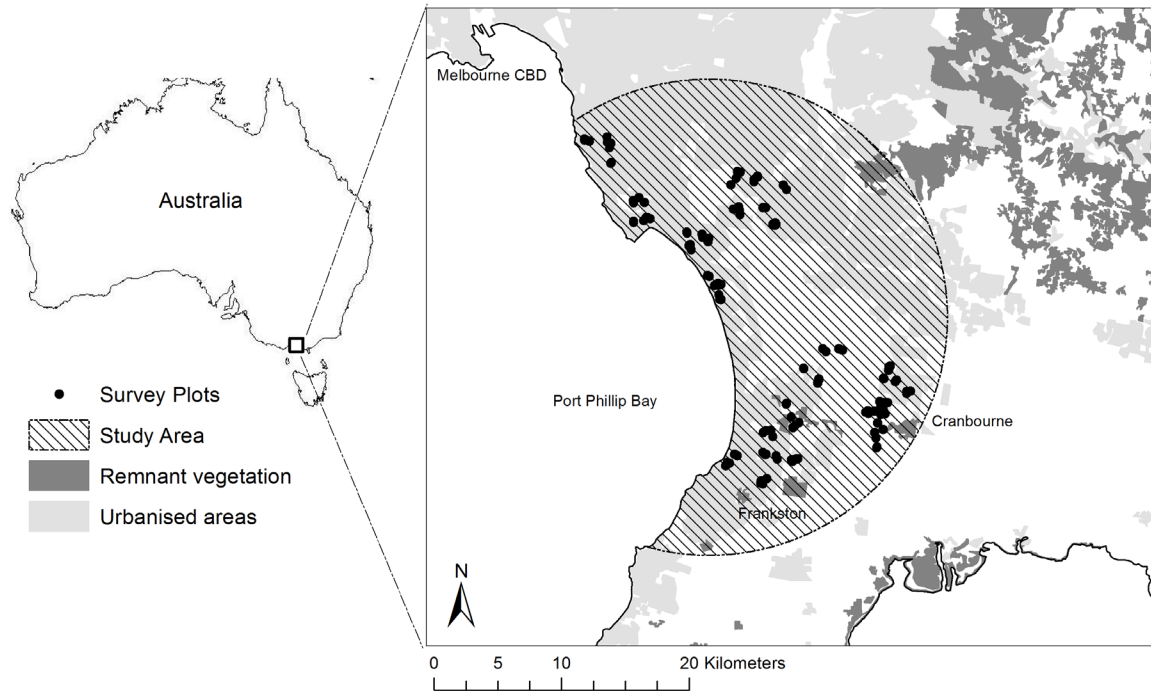 Melbourne CBD
Australia
Port Phillip Bay
Cranbourne
Frankston
Survey Plots
Study Area
Remnant vegetation
Urbanised areas
N
0 5 10 20 Kilometers